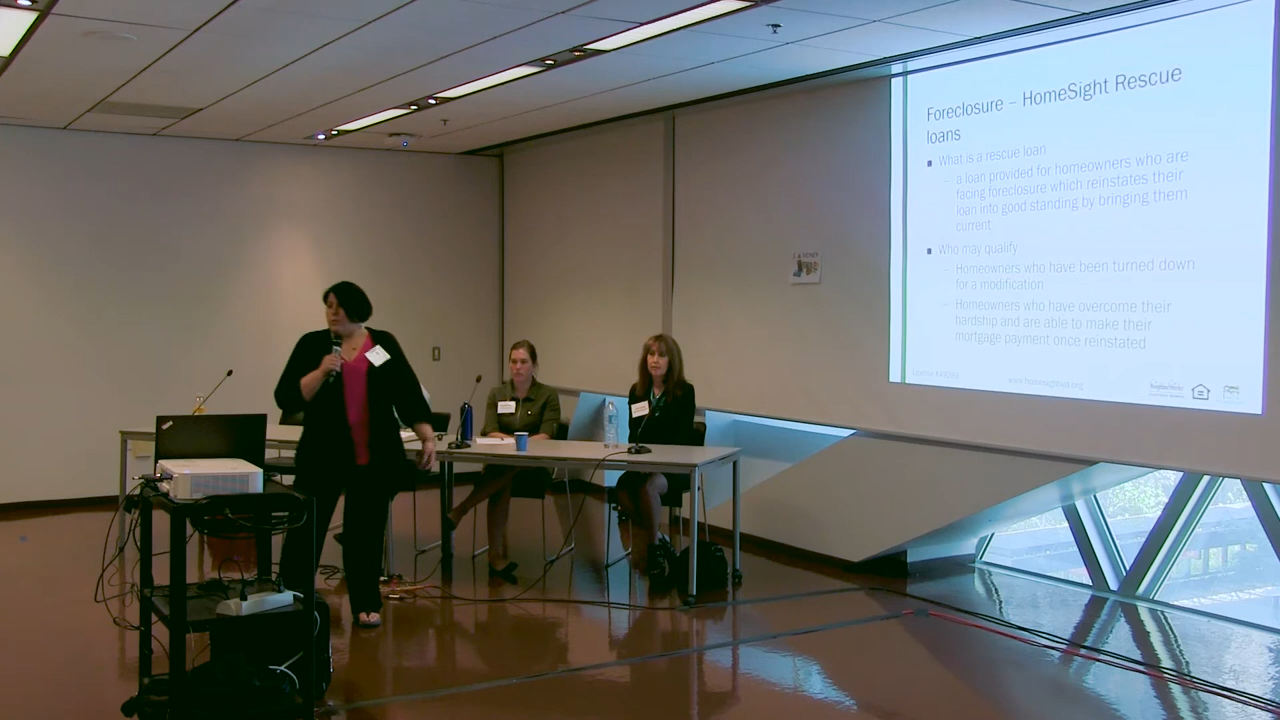 Foreclosure – HomeSight Rescue
loans
What is a rescue loan
– a loan provided for homeowners who are
facing foreclosure which reinstates their
loan into good standing by bringing them
current
Who may qualify
– Homeowners who have been turned down
for a modification
– Homeowners who have overcome their
hardship and are able to make their
mortgage payment once reinstated
www.homesightwa.org